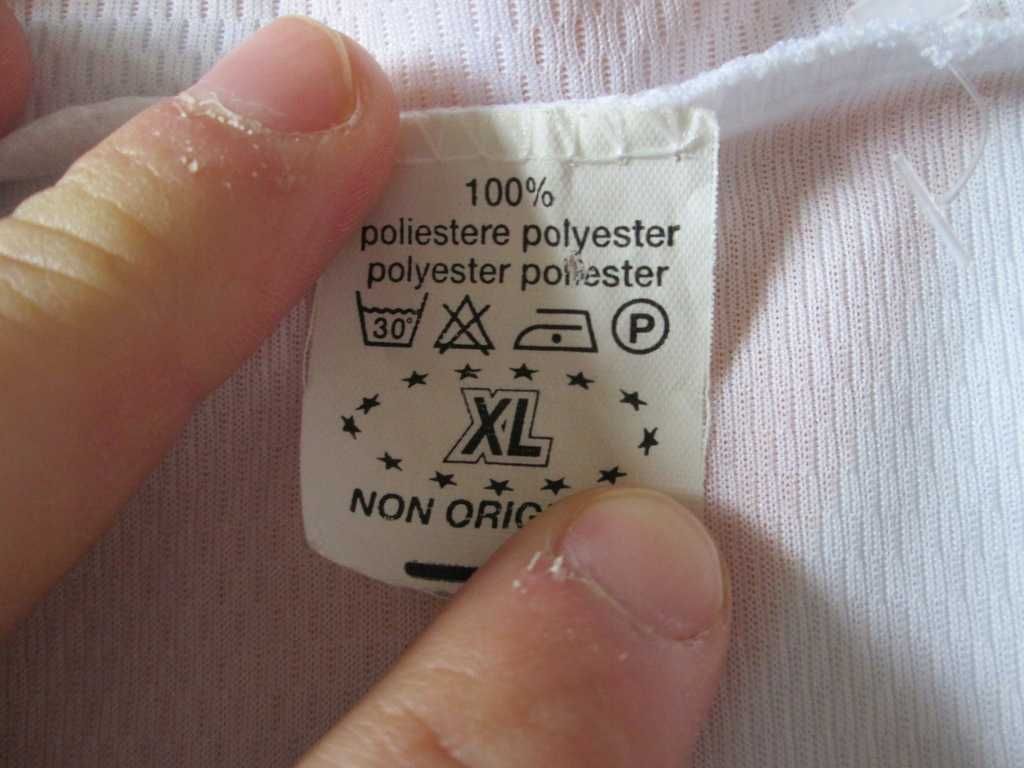 100%
poliestere polyester
polyester poliester
30°
P
XL
NON